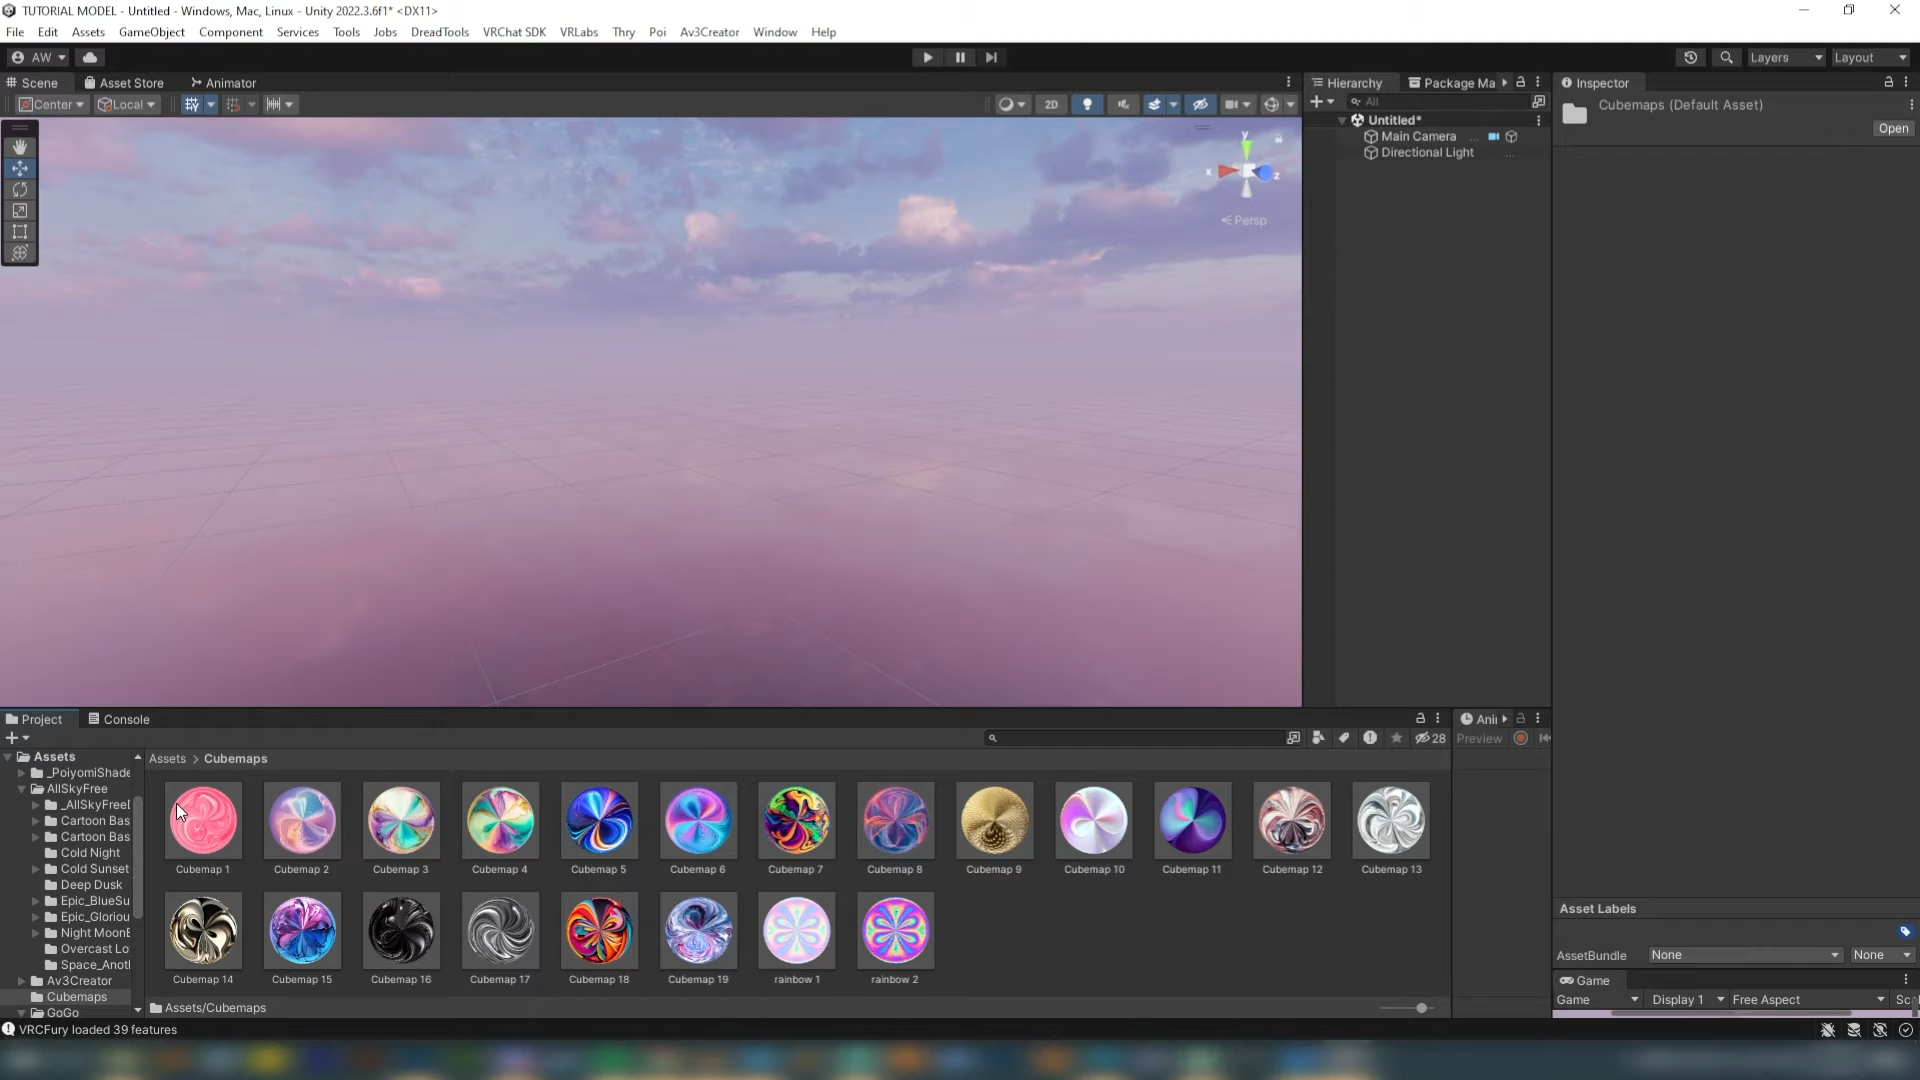 TUTORIAL MODEL - Untitled - Windows, Mac, Linux - Unity 2022.3.6f1* <DX11>
File Edit Assets GameObject Component Services Tools Jobs DreadTools VRChat SDK VRLabs Thry Poi Av3Creator Window Help
AW Layers Layout
Scene Asset Store Animator
Center Local 2D
y
x z
Persp
Hierarchy Package Ma
All
Untitled*
Main Camera
Directional Light
Inspector
Cubemaps (Default Asset)
Open
Project Console
28
Assets
_PoiyomiShade
AllSkyFree
Cartoon Bas
Cartoon Bas
Cold Night
Cold Sunset
Deep Dusk
Epic_BlueSu
Epic_Gloriou
Overcast Lo
Space_Anoth
Av3Creator
Cubemaps
GoGo
Assets > Cubemaps
Cubemap 1 Cubemap 2 Cubemap 3 Cubemap 4 Cubemap 5 Cubemap 6 Cubemap 7 Cubemap 8 Cubemap 9 Cubemap 10 Cubemap 11 Cubemap 12 Cubemap 13
Cubemap 14 Cubemap 15 Cubemap 16 Cubemap 17 Cubemap 18 Cubemap 19 rainbow 1 rainbow 2
Assets/Cubemaps
Ani
Preview
Asset Labels
AssetBundle None None
Game
Game Display 1 Free Aspect Sc
VRCFury loaded 39 features